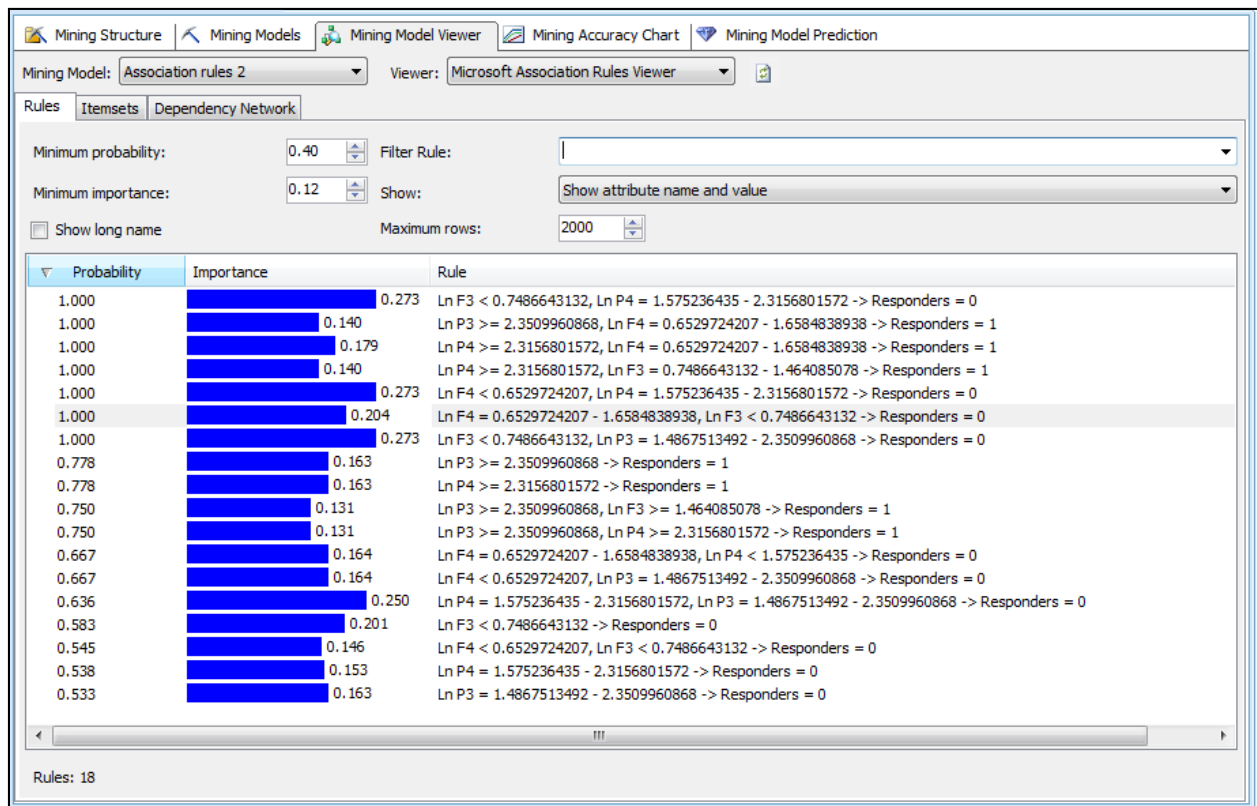 Mining Structure Mining Models Mining Model Viewer Mining Accuracy Chart Mining Model Prediction
Mining Model: Association rules 2 Viewer: Microsoft Association Rules Viewer
Rules Itemsets Dependency Network
Minimum probability: 0.40 Filter Rule:
Minimum importance: 0.12 Show: Show attribute name and value
Show long name Maximum rows: 2000
Probability Importance Rule
1.000 0.273 Ln F3 < 0.7486643132, Ln P4 = 1.575236435 - 2.3156801572 -> Responders = 0
1.000 0.140 Ln P3 >= 2.3509960868, Ln F4 = 0.6529724207 - 1.6584838938 -> Responders = 1
1.000 0.179 Ln P4 >= 2.3156801572, Ln F4 = 0.6529724207 - 1.6584838938 -> Responders = 1
1.000 0.140 Ln P4 >= 2.3156801572, Ln F3 = 0.7486643132 - 1.464085078 -> Responders = 1
1.000 0.273 Ln F4 < 0.6529724207, Ln P4 = 1.575236435 - 2.3156801572 -> Responders = 0
1.000 0.204 Ln F4 = 0.6529724207 - 1.6584838938, Ln F3 < 0.7486643132 -> Responders = 0
1.000 0.273 Ln F3 < 0.7486643132, Ln P3 = 1.4867513492 - 2.3509960868 -> Responders = 0
0.778 0.163 Ln P3 >= 2.3509960868 -> Responders = 1
0.778 0.163 Ln P4 >= 2.3156801572 -> Responders = 1
0.750 0.131 Ln P3 >= 2.3509960868, Ln F3 >= 1.464085078 -> Responders = 1
0.750 0.131 Ln P3 >= 2.3509960868, Ln P4 >= 2.3156801572 -> Responders = 1
0.667 0.164 Ln F4 = 0.6529724207 - 1.6584838938, Ln P4 < 1.575236435 -> Responders = 0
0.667 0.164 Ln F4 < 0.6529724207, Ln P3 = 1.4867513492 - 2.3509960868 -> Responders = 0
0.636 0.250 Ln P4 = 1.575236435 - 2.3156801572, Ln P3 = 1.4867513492 - 2.3509960868 -> Responders = 0
0.583 0.201 Ln F3 < 0.7486643132 -> Responders = 0
0.545 0.146 Ln F4 < 0.6529724207, Ln F3 < 0.7486643132 -> Responders = 0
0.538 0.153 Ln P4 = 1.575236435 - 2.3156801572 -> Responders = 0
0.533 0.163 Ln P3 = 1.4867513492 - 2.3509960868 -> Responders = 0
Rules: 18